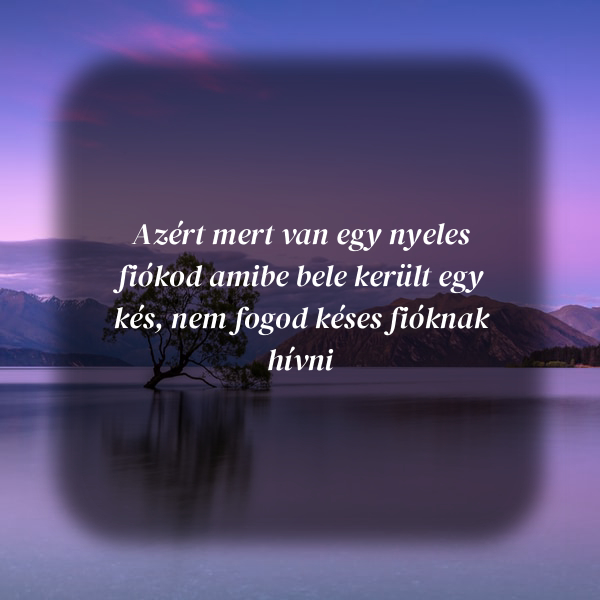 Azért mert van egy nyeles
fiókod amibe bele került egy
kés, nem fogod késes fióknak
hívni